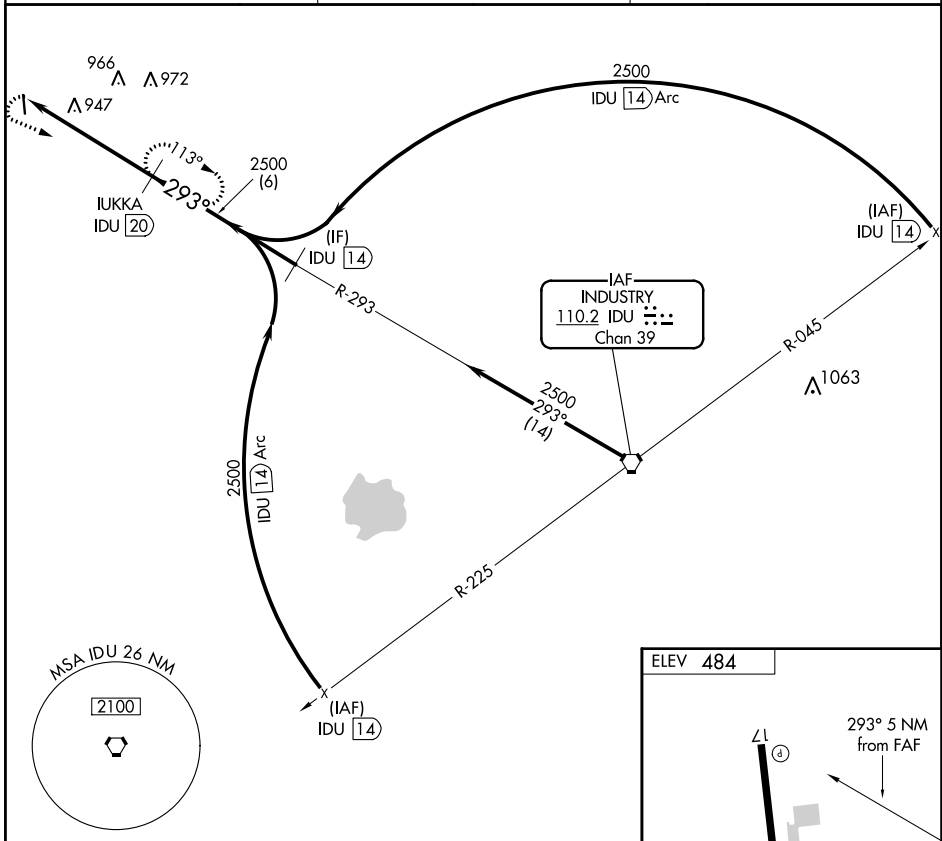 966
972
947
2500
IDU 14 Arc
113°
293°
2500
(6)
IUKKA
IDU 20
(IF)
IDU 14
(IAF)
IDU 14
R-293
IAF
INDUSTRY
110.2 IDU
Chan 39
R-045
1063
2500
293°
(14)
2500
IDU 14 Arc
R-225
MSA IDU 26 NM
2100
(IAF)
IDU 14
ELEV 484
17
P
293° 5 NM
from FAF